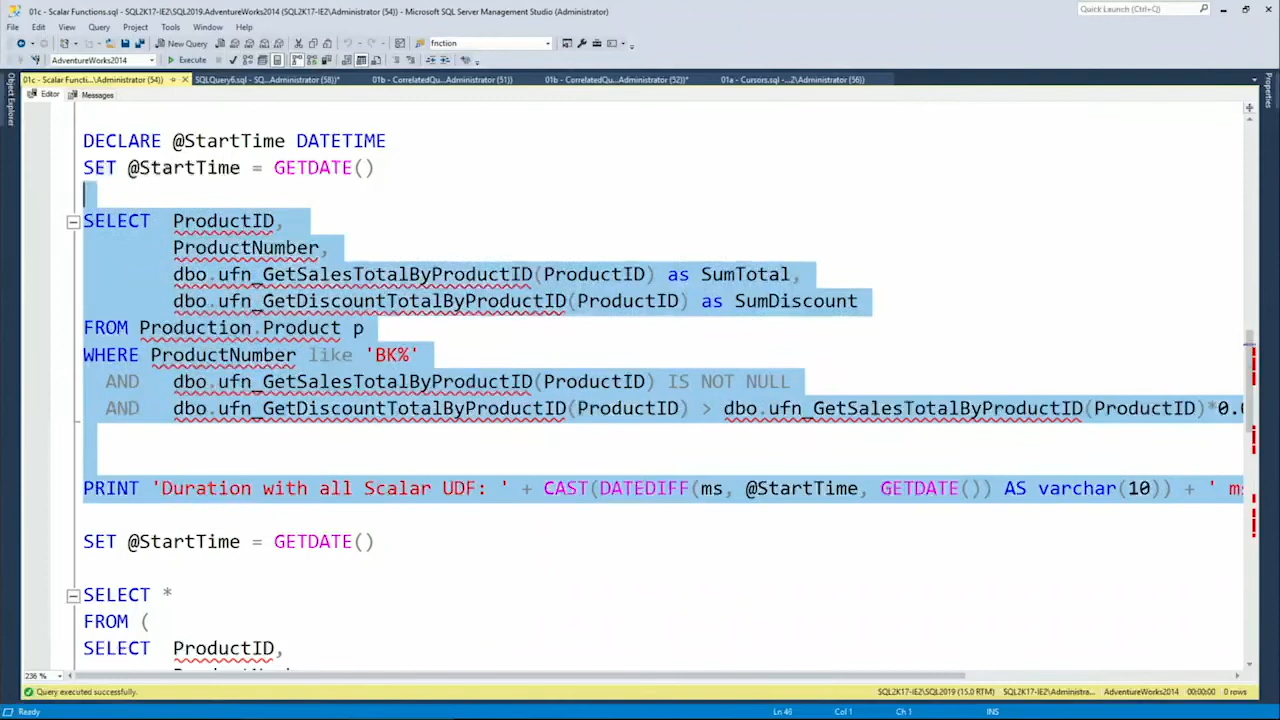 01c - Scalar Functions.sql - SQL2K17-IE2\SQL2019.AdventureWorks2014 (SQL2K17-IE2\Administrator (54)) - Microsoft SQL Server Management Studio (Administrator)
Quick Launch (Ctrl+Q)
File Edit View Query Project Tools Window Help
New Query
fnction
AdventureWorks2014
Execute
01c - Scalar Functi...\Administrator (54))
SQLQuery6.sql - SQ...Administrator (58))*
01b - CorrelatedQu...Administrator (51))
01b - CorrelatedQu...Administrator (52))*
01a - Cursors.sql -...2\Administrator (56))
Object Explorer
Properties
Editor Messages
DECLARE @StartTime DATETIME
SET @StartTime = GETDATE()
SELECT ProductID,
ProductNumber,
dbo.ufn_GetSalesTotalByProductID(ProductID) as SumTotal,
dbo.ufn_GetDiscountTotalByProductID(ProductID) as SumDiscount
FROM Production.Product p
WHERE ProductNumber like 'BK%'
AND dbo.ufn_GetSalesTotalByProductID(ProductID) IS NOT NULL
AND dbo.ufn_GetDiscountTotalByProductID(ProductID) > dbo.ufn_GetSalesTotalByProductID(ProductID)*0.
PRINT 'Duration with all Scalar UDF: ' + CAST(DATEDIFF(ms, @StartTime, GETDATE()) AS varchar(10)) + ' ms
SET @StartTime = GETDATE()
SELECT *
FROM (
SELECT ProductID,
236 %
Query executed successfully.
SQL2K17-IE2\SQL2019 (15.0 RTM) SQL2K17-IE2\Administra... AdventureWorks2014 00:00:00 0 rows
Ready
Ln 46 Col 1 Ch 1 INS